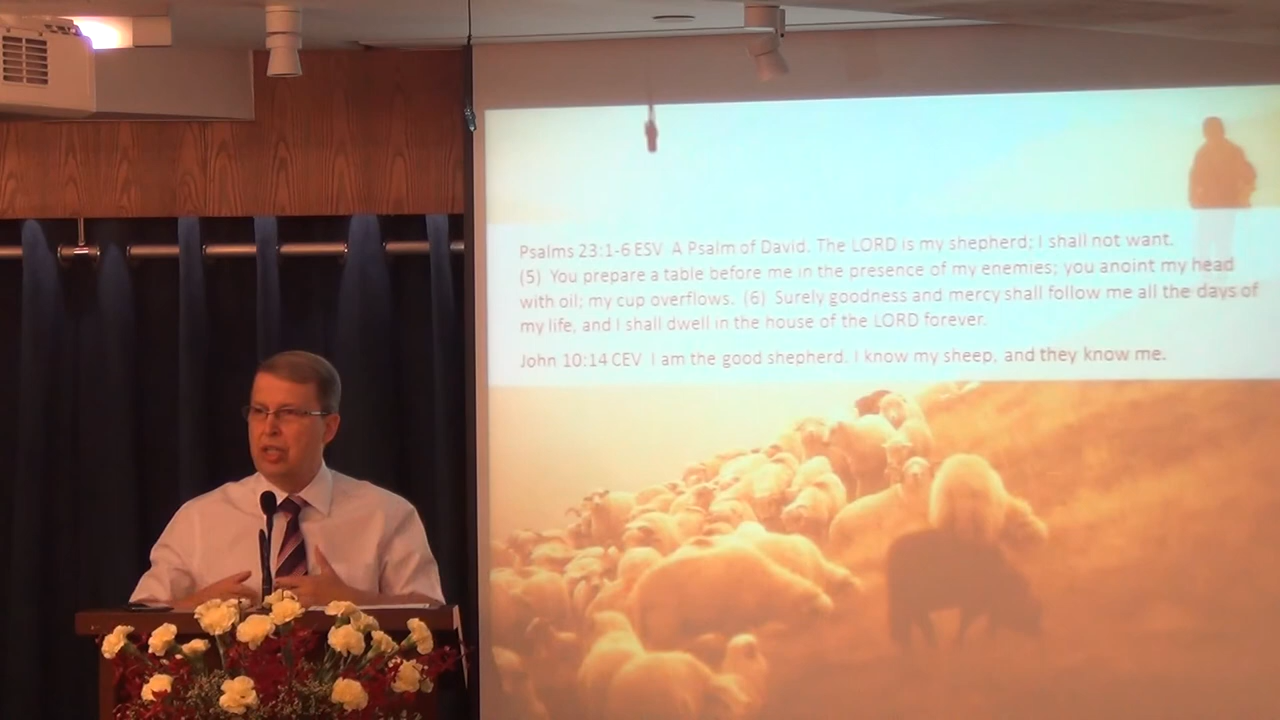 Psalms 23:1-6 ESV A Psalm of David. The LORD is my shepherd; I shall not want.
(5) You prepare a table before me in the presence of my enemies; you anoint my head
with oil; my cup overflows. (6) Surely goodness and mercy shall follow me all the days of
my life, and I shall dwell in the house of the LORD forever.
John 10:14 CEV I am the good shepherd. I know my sheep, and they know me.